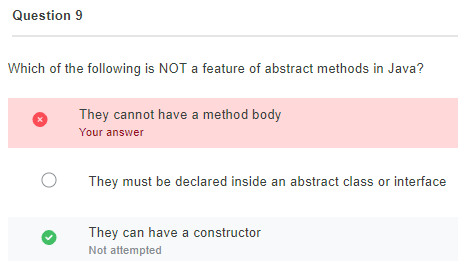 Question 9
Which of the following is NOT a feature of abstract methods in Java?
They cannot have a method body
Your answer
They must be declared inside an abstract class or interface
They can have a constructor
Not attempted